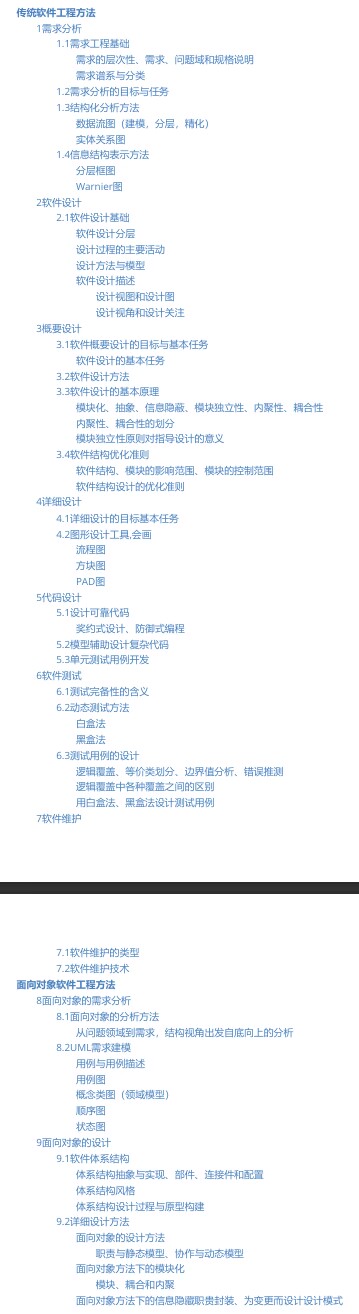 传统软件工程方法
1需求分析
1.1需求工程基础
需求的层次性、需求、问题域和规格说明
需求谱系与分类
1.2需求分析的目标与任务
1.3结构化分析方法
数据流图（建模，分层，精化）
实体关系图
1.4信息结构表示方法
分层框图
Warnier图
2软件设计
2.1软件设计基础
软件设计分层
设计过程的主要活动
设计方法与模型
软件设计描述
设计视图和设计图
设计视角和设计关注
3概要设计
3.1软件概要设计的目标与基本任务
软件设计的基本任务
3.2软件设计方法
3.3软件设计的基本原理
模块化、抽象、信息隐蔽、模块独立性、内聚性、耦合性
内聚性、耦合性的划分
模块独立性原则对指导设计的意义
3.4软件结构优化准则
软件结构、模块的影响范围、模块的控制范围
软件结构设计的优化准则
4详细设计
4.1详细设计的目标基本任务
4.2图形设计工具,会画
流程图
方块图
PAD图
5代码设计
5.1设计可靠代码
奖约式设计、防御式编程
5.2模型辅助设计复杂代码
5.3单元测试用例开发
6软件测试
6.1测试完备性的含义
6.2动态测试方法
白盒法
黑盒法
6.3测试用例的设计
逻辑覆盖、等价类划分、边界值分析、错误推测
逻辑覆盖中各种覆盖之间的区别
用白盒法、黑盒法设计测试用例
7软件维护
7.1软件维护的类型
7.2软件维护技术
面向对象软件工程方法
8面向对象的需求分析
8.1面向对象的分析方法
从问题领域到需求，结构视角出发自底向上的分析
8.2UML需求建模
用例与用例描述
用例图
概念类图（领域模型）
顺序图
状态图
9面向对象的设计
9.1软件体系结构
体系结构抽象与实现、部件、连接件和配置
体系结构风格
体系结构设计过程与原型构建
9.2详细设计方法
面向对象的设计方法
职责与静态模型、协作与动态模型
面向对象方法下的模块化
模块、耦合和内聚
面向对象方法下的信息隐藏职责封装、为变更而设计设计模式